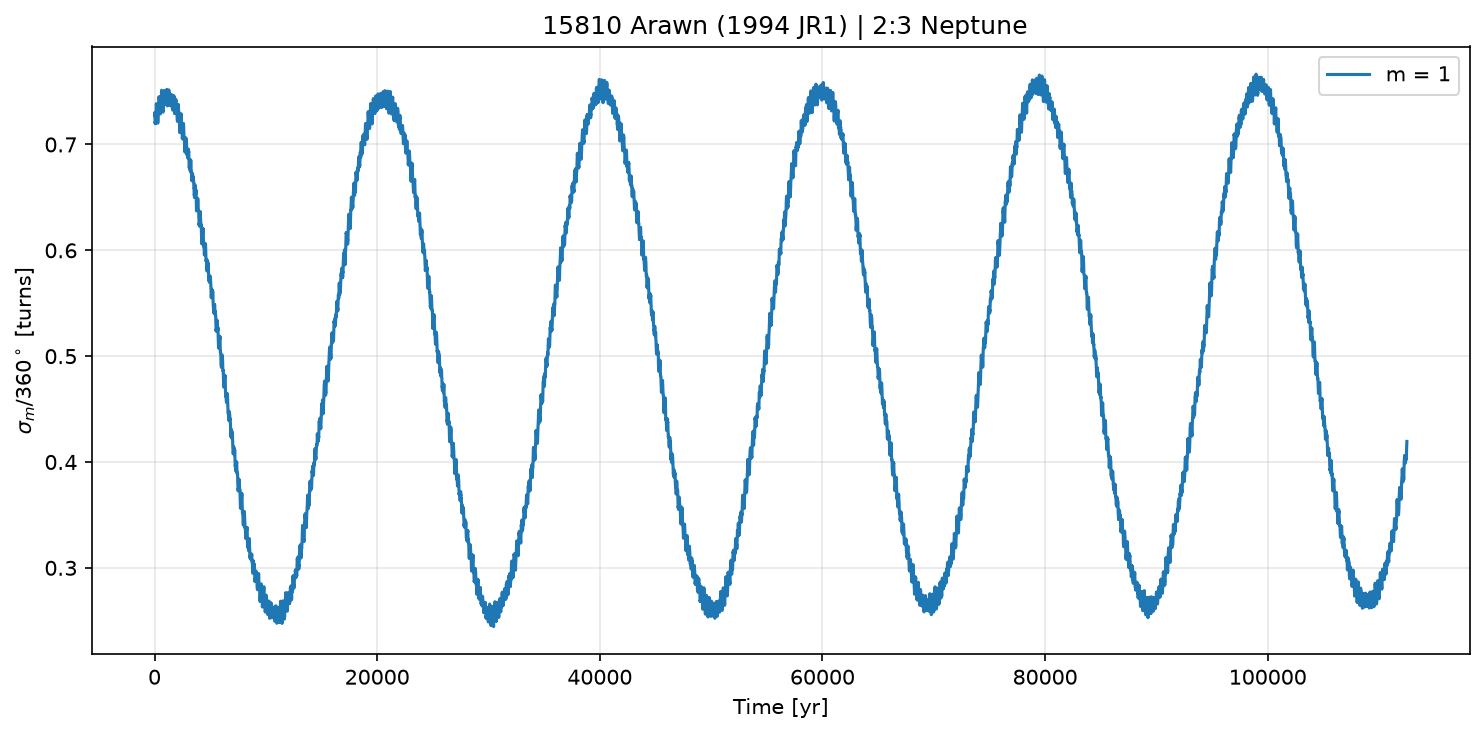 15810 Arawn (1994 JR1) | 2:3 Neptune
m = 1
σₘ/360° [turns]
0.7
0.6
0.5
0.4
0.3
0 20000 40000 60000 80000 100000
Time [yr]